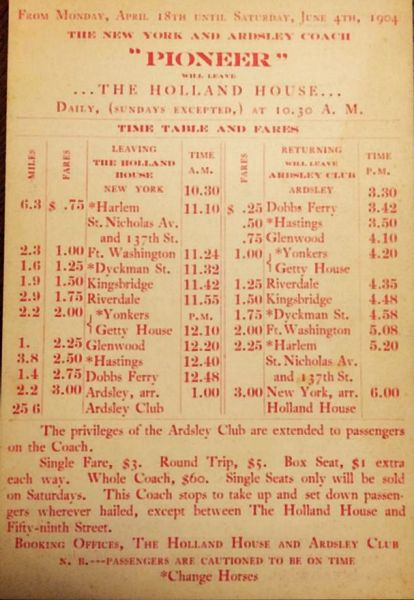 FROM MONDAY, APRIL 18TH UNTIL SATURDAY, JUNE 4TH, 1904
THE NEW YORK AND ARDSLEY COACH
"PIONEER"
WILL LEAVE
...THE HOLLAND HOUSE...
DAILY, (SUNDAYS EXCEPTED,) AT 10.30 A. M.
TIME TABLE AND FARES
MILES FARES LEAVING THE HOLLAND HOUSE TIME A.M. FARES RETURNING WILL LEAVE ARDSLEY CLUB TIME P.M.
NEW YORK 10.30 ARDSLEY 3.30
6.3 $ .75 *Harlem 11.10 $ .25 Dobbs Ferry 3.42
St. Nicholas Av. .50 *Hastings 3.50
and 137th St. .75 Glenwood 4.10
2.3 1.00 Ft. Washington 11.24 1.00 *Yonkers 4.20
1.6 1.25 *Dyckman St. 11.32 Getty House
1.9 1.50 Kingsbridge 11.42 1.25 Riverdale 4.35
2.9 1.75 Riverdale 11.55 1.50 Kingsbridge 4.48
2.2 2.00 *Yonkers P.M. 1.75 *Dyckman St. 4.58
Getty House 12.10 2.00 Ft. Washington 5.08
1. 2.25 Glenwood 12.20 2.25 *Harlem 5.20
3.8 2.50 *Hastings 12.40 St. Nicholas Av.
1.4 2.75 Dobbs Ferry 12.48 and 137th St.
2.2 3.00 Ardsley, arr. 1.00 3.00 New York, arr. 6.00
25 6 Ardsley Club Holland House
The privileges of the Ardsley Club are extended to passengers
on the Coach.
Single Fare, $3. Round Trip, $5. Box Seat, $1 extra
each way. Whole Coach, $60. Single Seats only will be sold
on Saturdays. This Coach stops to take up and set down passen-
gers wherever hailed, except between The Holland House and
Fifty-ninth Street.
BOOKING OFFICES, THE HOLLAND HOUSE AND ARDSLEY CLUB
N. B.---PASSENGERS ARE CAUTIONED TO BE ON TIME
*Change Horses